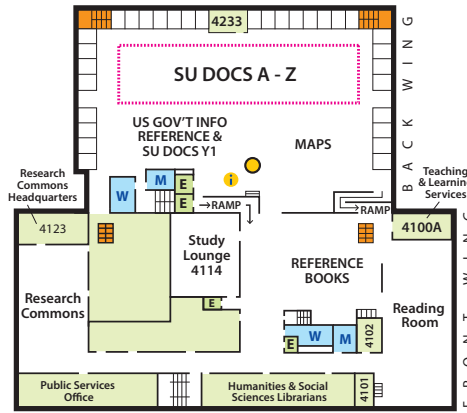 4233
SU DOCS A - Z
US GOV'T INFO
REFERENCE &
SU DOCS Y1
MAPS
BACK WING
M
E
W
i
E
Research
Commons
Headquarters
Teaching
& Learning
Services
RAMP
RAMP
4123
4100A
Study
Lounge
4114
REFERENCE
BOOKS
Research
Commons
E
Reading
Room
FRONT WING
W
M
4102
E
Public Services
Office
Humanities & Social
Sciences Librarians
4101